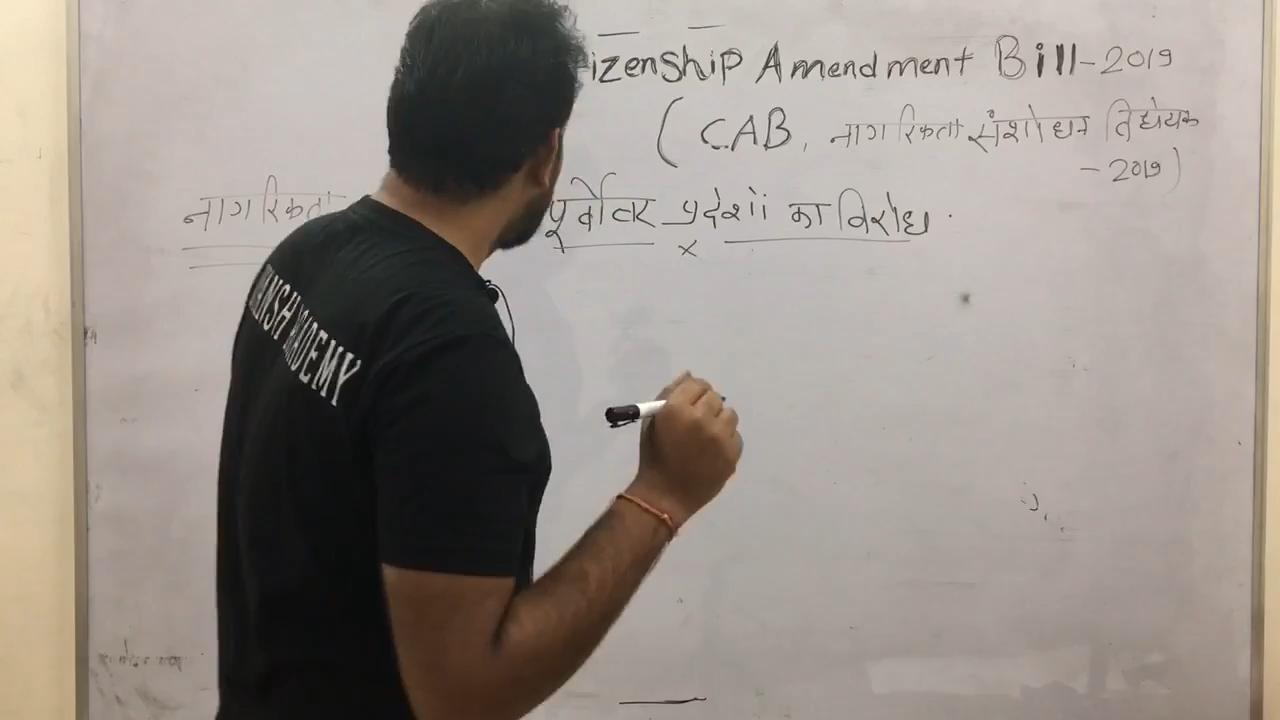 izenship Amendment Bill-2019
(CAB, नागरिकता संशोधन विधेयक
-2019)
नागरिकता पूर्वोतर प्रदेशों का विरोध.
ANSH ACADEMY